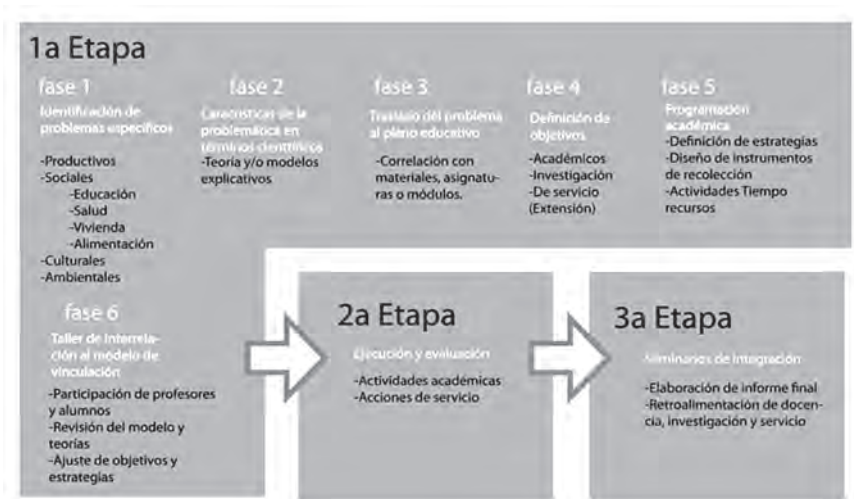 1a Etapa
fase 1
Identificación de
problemas específicos
-Productivos
-Sociales
-Educación
-Salud
-Vivienda
-Alimentación
-Culturales
-Ambientales
fase 2
Características de la
problemática en
términos científicos
-Teoría y/o modelos
explicativos
fase 3
Traslado del problema
al plano educativo
-Correlación con
materiales, asignatu-
ras o módulos.
fase 4
Definición de
objetivos
-Académicos
-Investigación
-De servicio
(Extensión)
fase 5
Programación
académica
-Definición de estrategias
-Diseño de instrumentos
de recolección
-Actividades Tiempo
recursos
fase 6
Taller de interrela-
ción al modelo de
vinculación
-Participación de profesores
y alumnos
-Revisión del modelo y
teorías
-Ajuste de objetivos y
estrategias
2a Etapa
Ejecución y evaluación
-Actividades académicas
-Acciones de servicio
3a Etapa
de integración
-Elaboración de informe final
-Retroalimentación de docen-
cia, investigación y servicio